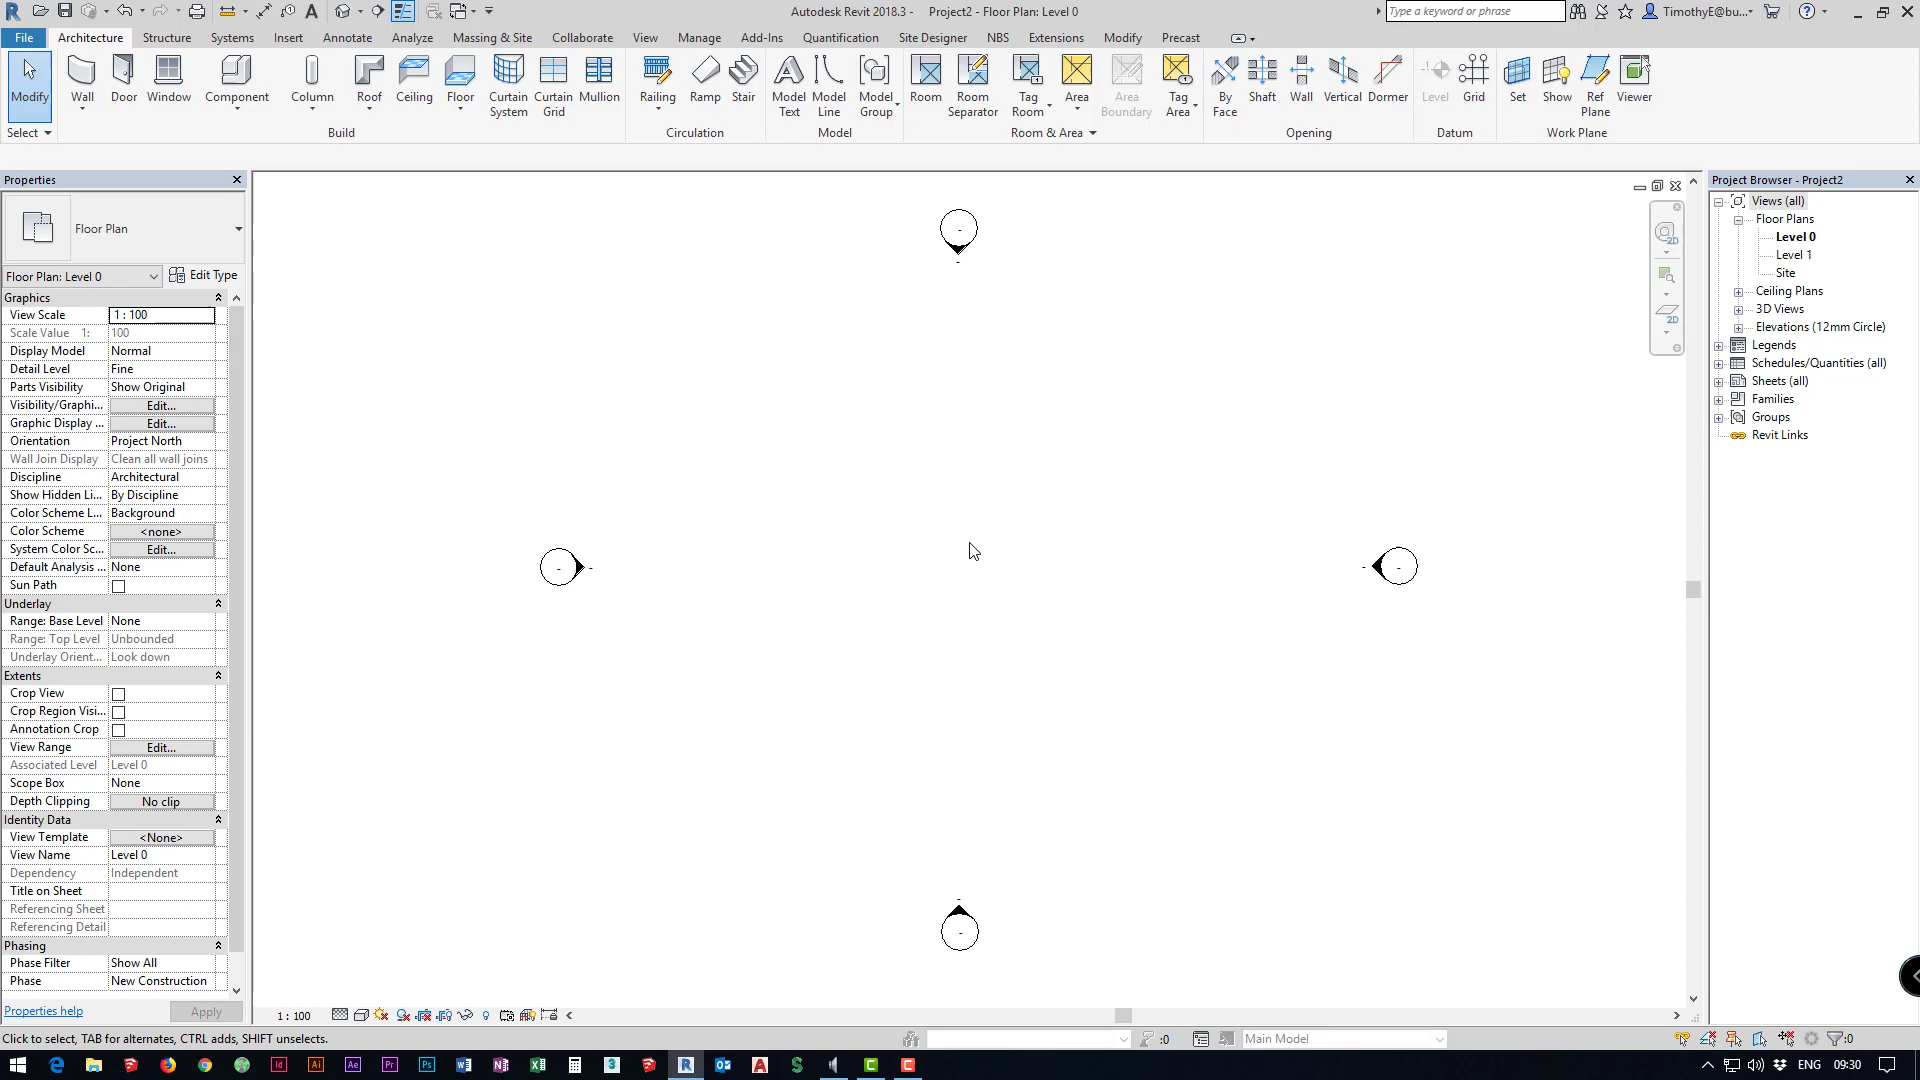 Autodesk Revit 2018.3 - Project2 - Floor Plan: Level 0
Type a keyword or phrase
TimothyE@bu...
File Architecture Structure Systems Insert Annotate Analyze Massing & Site Collaborate View Manage Add-Ins Quantification Site Designer NBS Extensions Modify Precast
Modify Wall Door Window Component Column Roof Ceiling Floor Curtain System Curtain Grid Mullion Railing Ramp Stair Model Text Model Line Model Group Room Room Separator Tag Room Area Area Boundary Tag Area By Face Shaft Wall Vertical Dormer Level Grid Set Show Ref Plane Viewer
Select Build Circulation Model Room & Area Opening Datum Work Plane
Properties
Floor Plan
Floor Plan: Level 0 Edit Type
Graphics
View Scale 1 : 100
Scale Value 1: 100
Display Model Normal
Detail Level Fine
Parts Visibility Show Original
Visibility/Graphi... Edit...
Graphic Display ... Edit...
Orientation Project North
Wall Join Display Clean all wall joins
Discipline Architectural
Show Hidden Li... By Discipline
Color Scheme L... Background
Color Scheme <none>
System Color Sc... Edit...
Default Analysis ... None
Sun Path
Underlay
Range: Base Level None
Range: Top Level Unbounded
Underlay Orient... Look down
Extents
Crop View
Crop Region Visi...
Annotation Crop
View Range Edit...
Associated Level Level 0
Scope Box None
Depth Clipping No clip
Identity Data
View Template <None>
View Name Level 0
Dependency Independent
Title on Sheet
Referencing Sheet
Referencing Detail
Phasing
Phase Filter Show All
Phase New Construction
Properties help Apply
2D
2D
Project Browser - Project2
Views (all)
Floor Plans
Level 0
Level 1
Site
Ceiling Plans
3D Views
Elevations (12mm Circle)
Legends
Schedules/Quantities (all)
Sheets (all)
Families
Groups
Revit Links
1 : 100
Click to select, TAB for alternates, CTRL adds, SHIFT unselects.
:0 Main Model :0
ENG 09:30